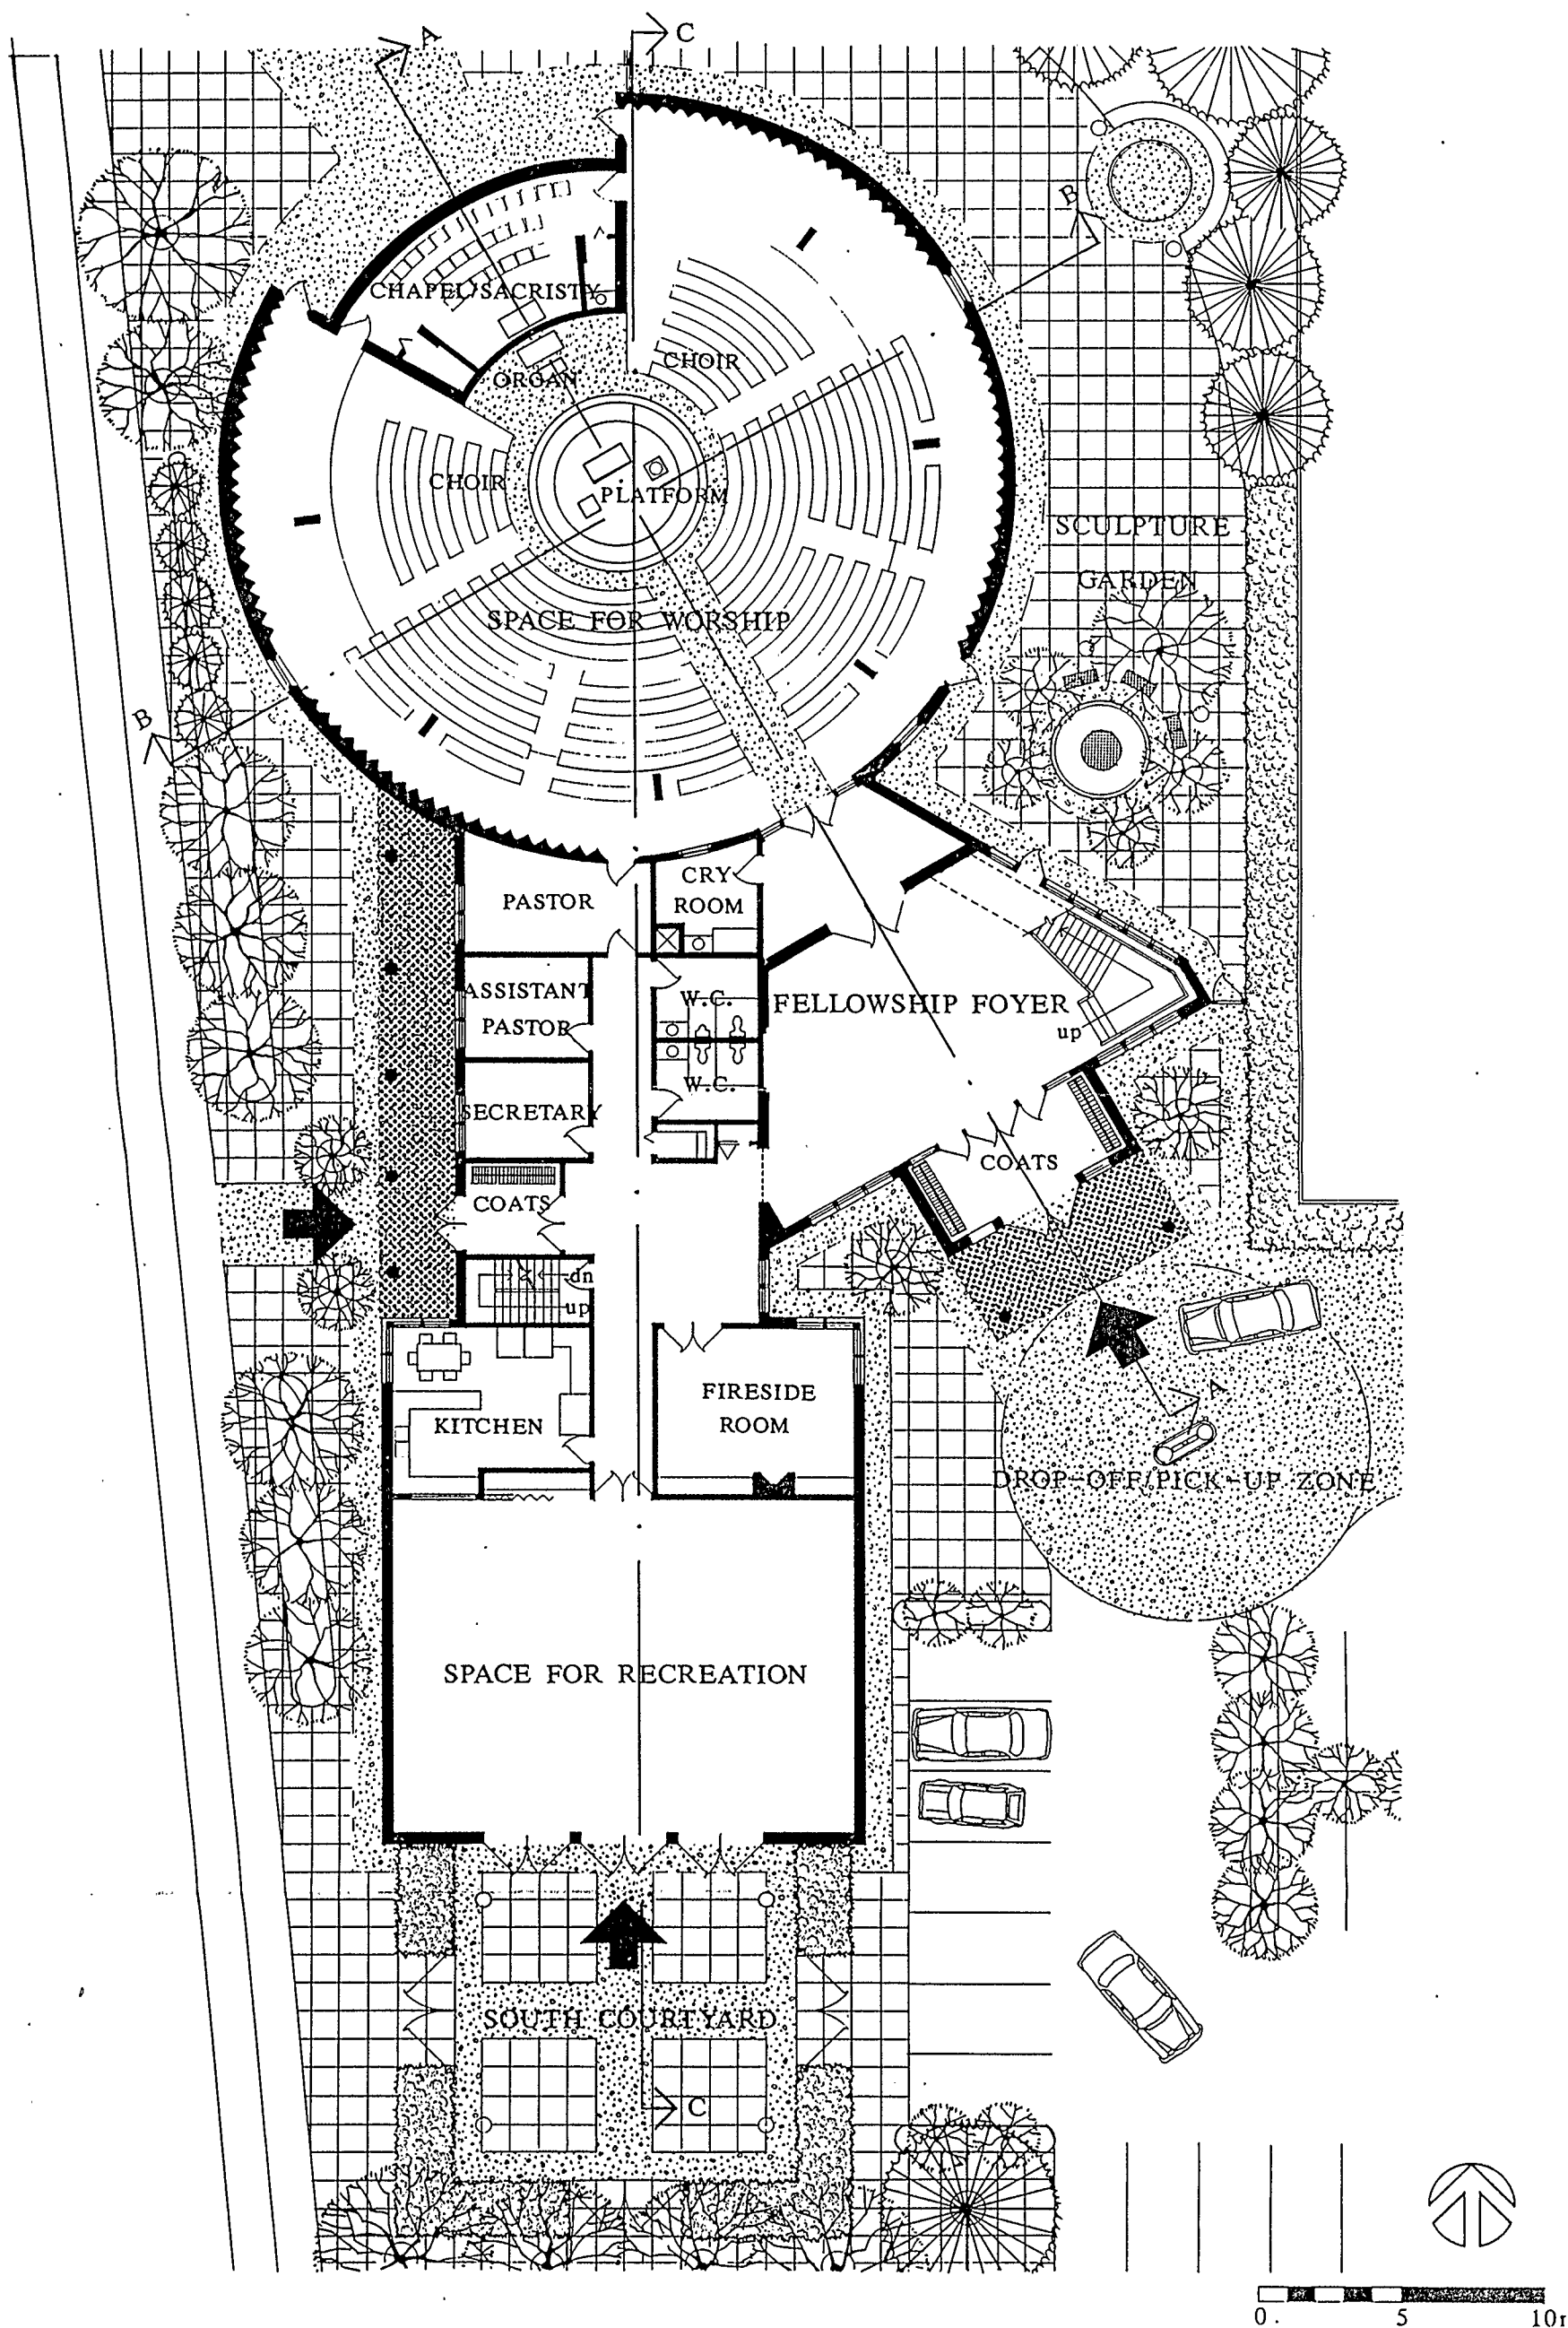 A
C
B
CHAPEL/SACRISTY
CHOIR
ORGAN
CHOIR
PLATFORM
SCULPTURE
GARDEN
SPACE FOR WORSHIP
B
CRY
ROOM
PASTOR
ASSISTANT
PASTOR
W.C.
FELLOWSHIP FOYER
up
W.C.
SECRETARY
COATS
COATS
dn
up
A
FIRESIDE
ROOM
KITCHEN
DROP-OFF/PICK-UP ZONE
SPACE FOR RECREATION
SOUTH COURTYARD
C
0 5 10